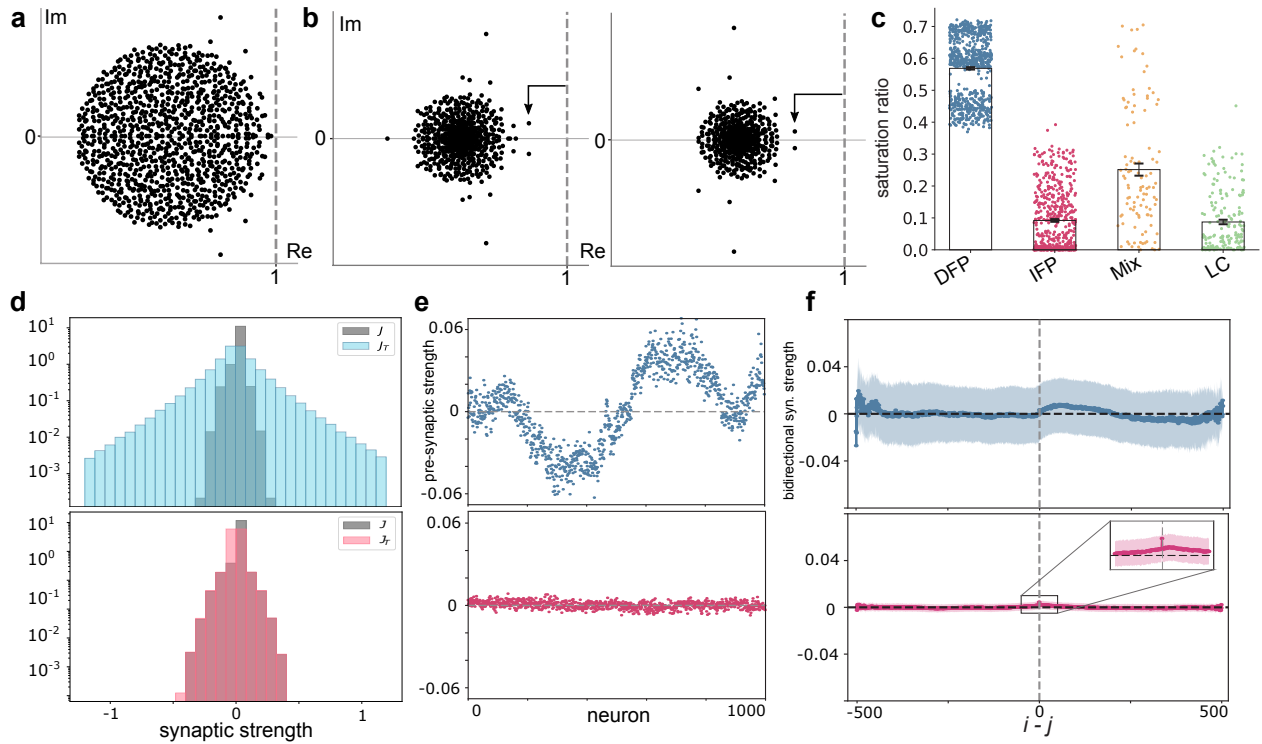 a
Im
0
Re
1
b
Im
0
1
1
c
saturation ratio
0.7
0.6
0.5
0.4
0.3
0.2
0.1
0.0
DFP
IFP
Mix
LC
d
10¹
10⁰
10⁻¹
10⁻²
10⁻³
J
J_T
10¹
10⁰
10⁻¹
10⁻²
10⁻³
J
J_T
-1
0
1
synaptic strength
e
pre-synaptic strength
0.06
0
-0.06
0.06
0
-0.06
0
1000
neuron
f
bidirectional syn. strength
0.04
0
-0.04
0.04
0
-0.04
-500
0
500
i - j